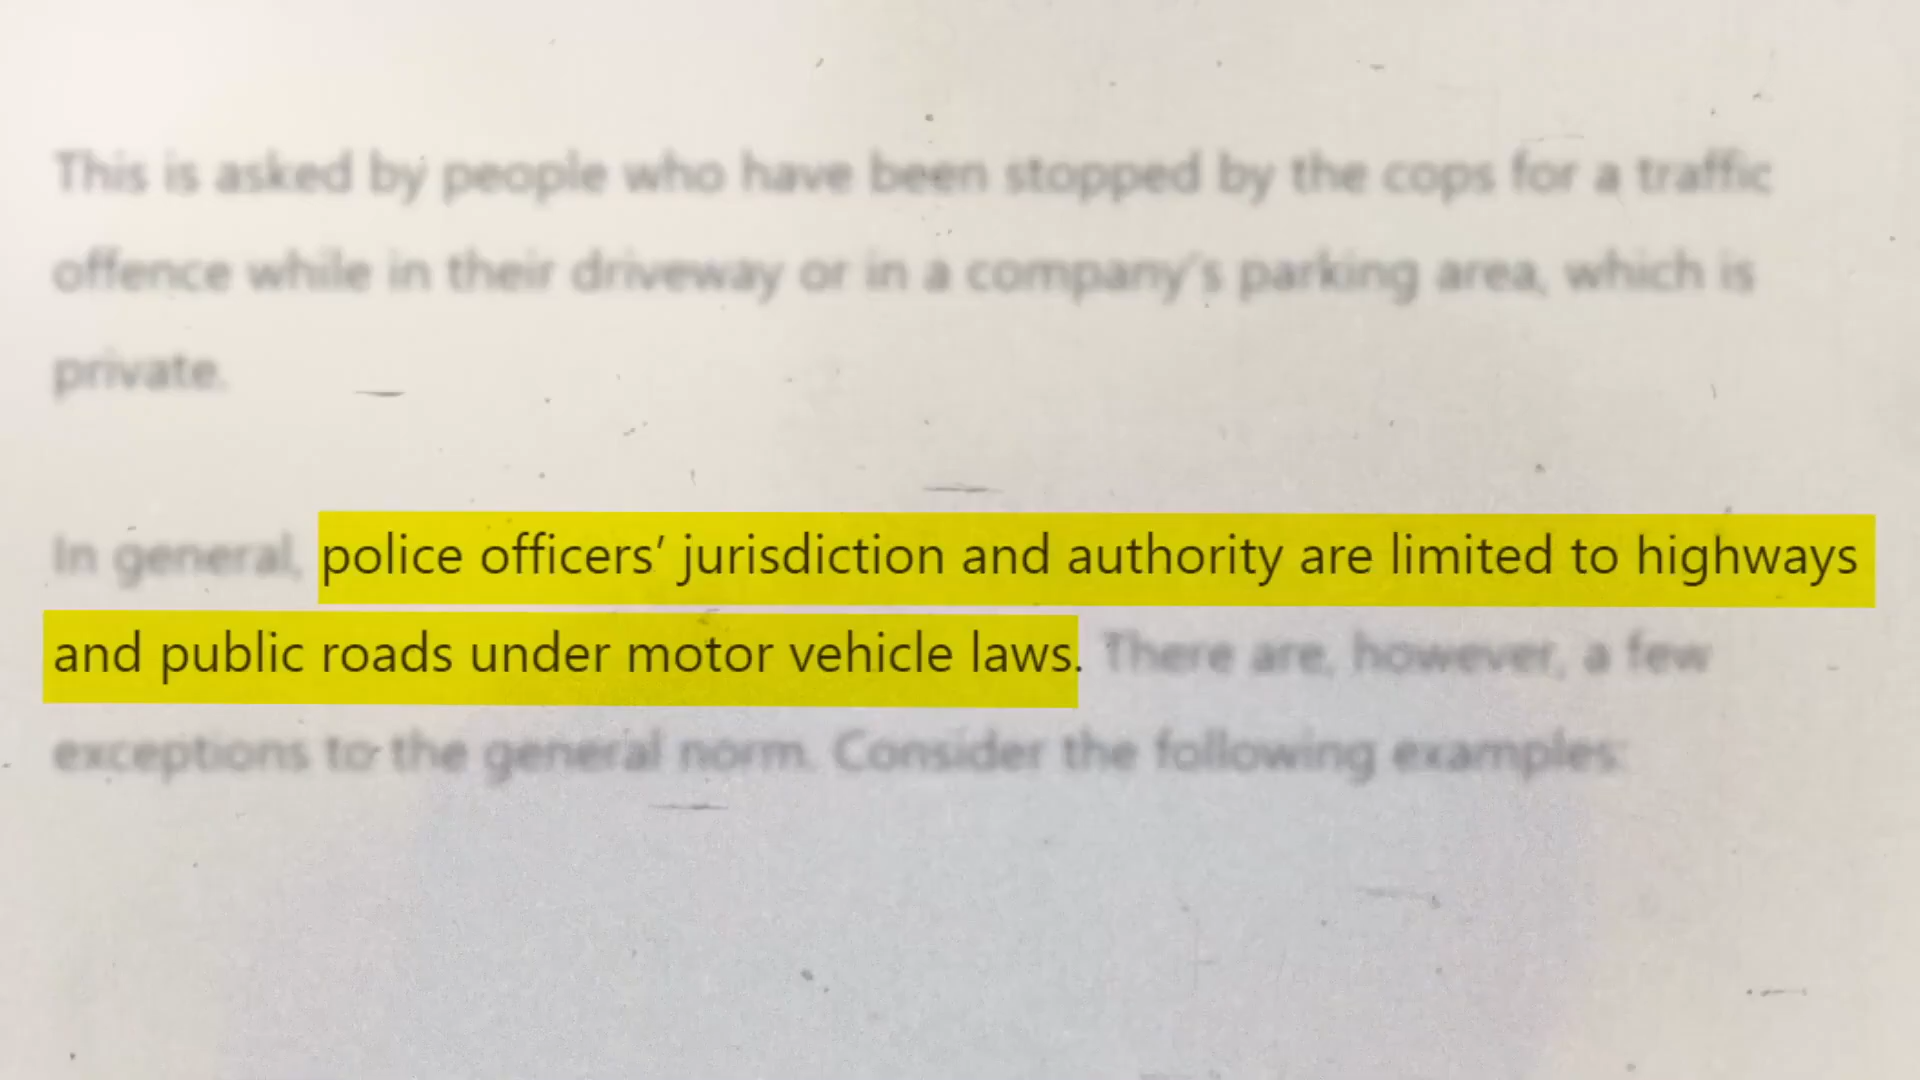 This is asked by people who have been stopped by the cops for a traffic
offence while in their driveway or in a company's parking area, which is
private.
In general, police officers’ jurisdiction and authority are limited to highways
and public roads under motor vehicle laws. There are, however, a few
exceptions to the general norm. Consider the following examples: